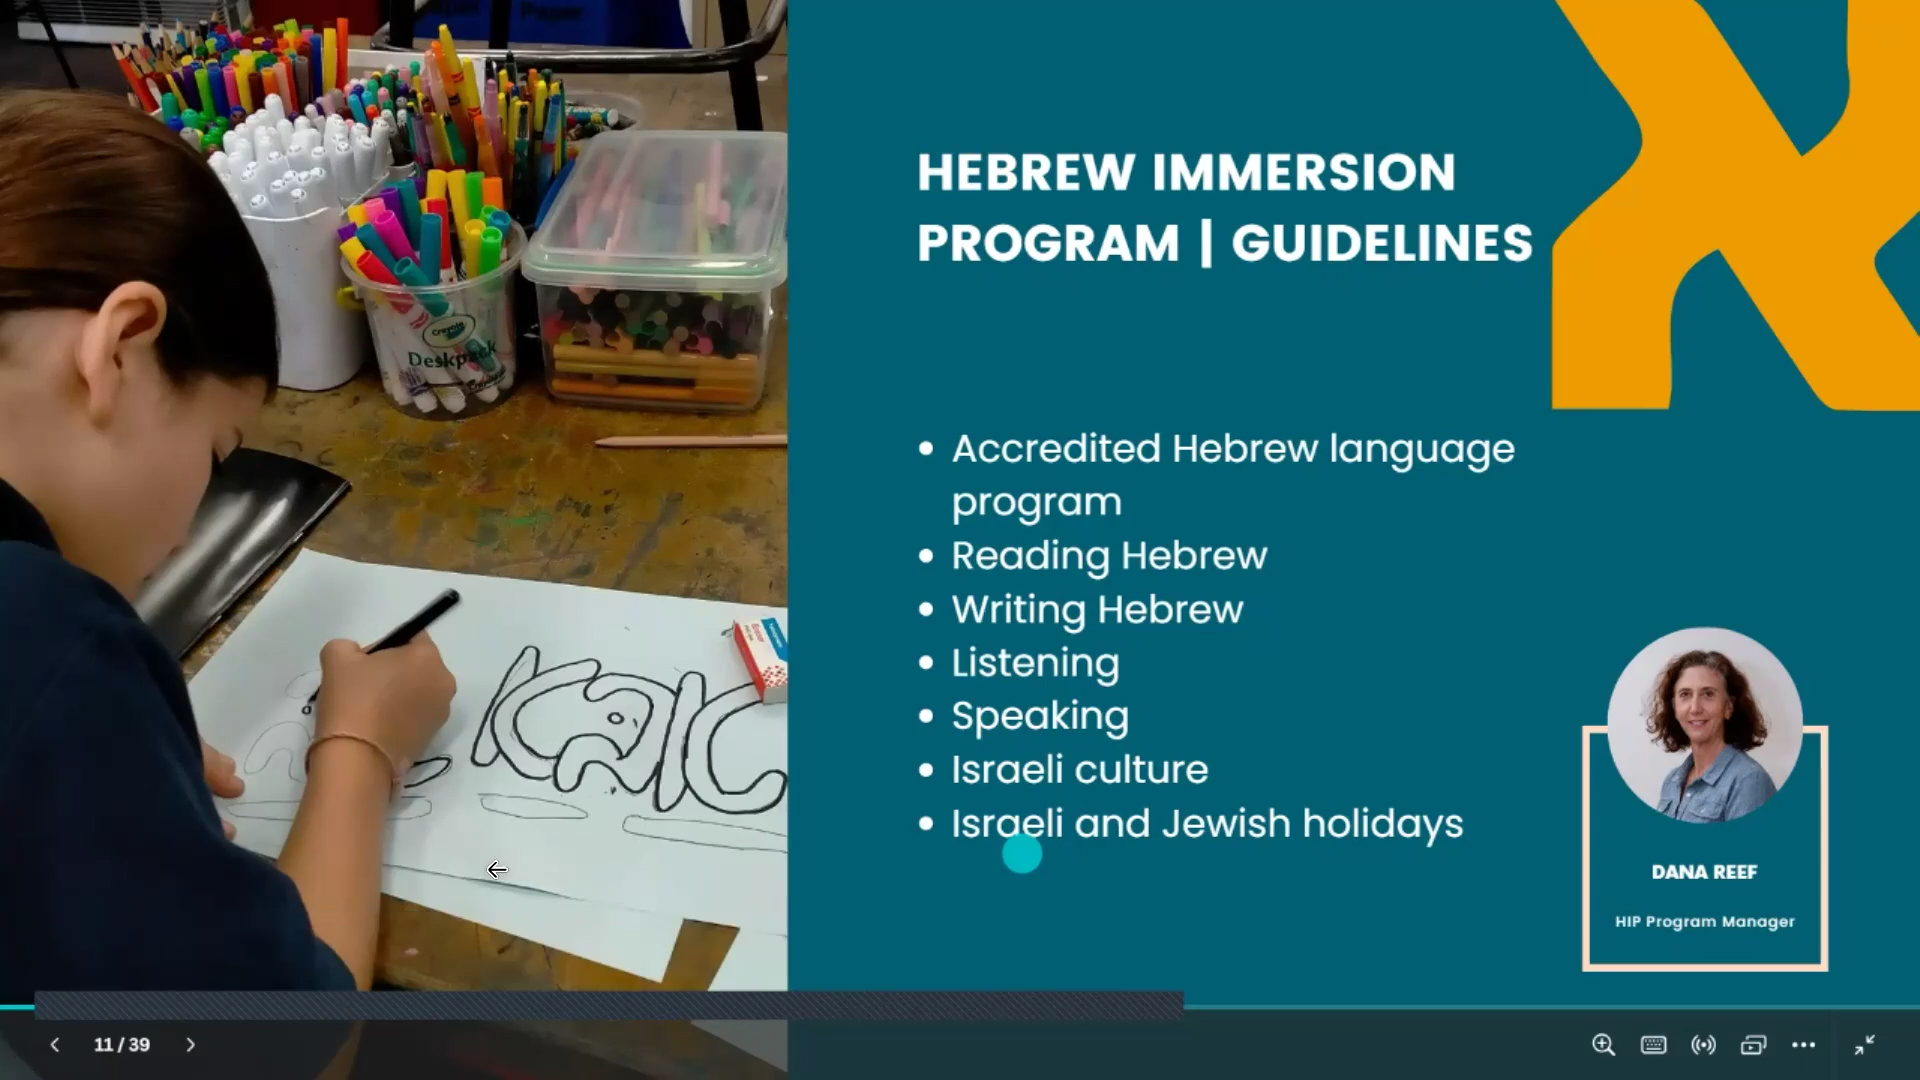 HEBREW IMMERSION
PROGRAM | GUIDELINES
• Accredited Hebrew language
program
• Reading Hebrew
• Writing Hebrew
• Listening
• Speaking
• Israeli culture
• Israeli and Jewish holidays
DANA REEF
HIP Program Manager
Crayola
Deskpack
11 / 39